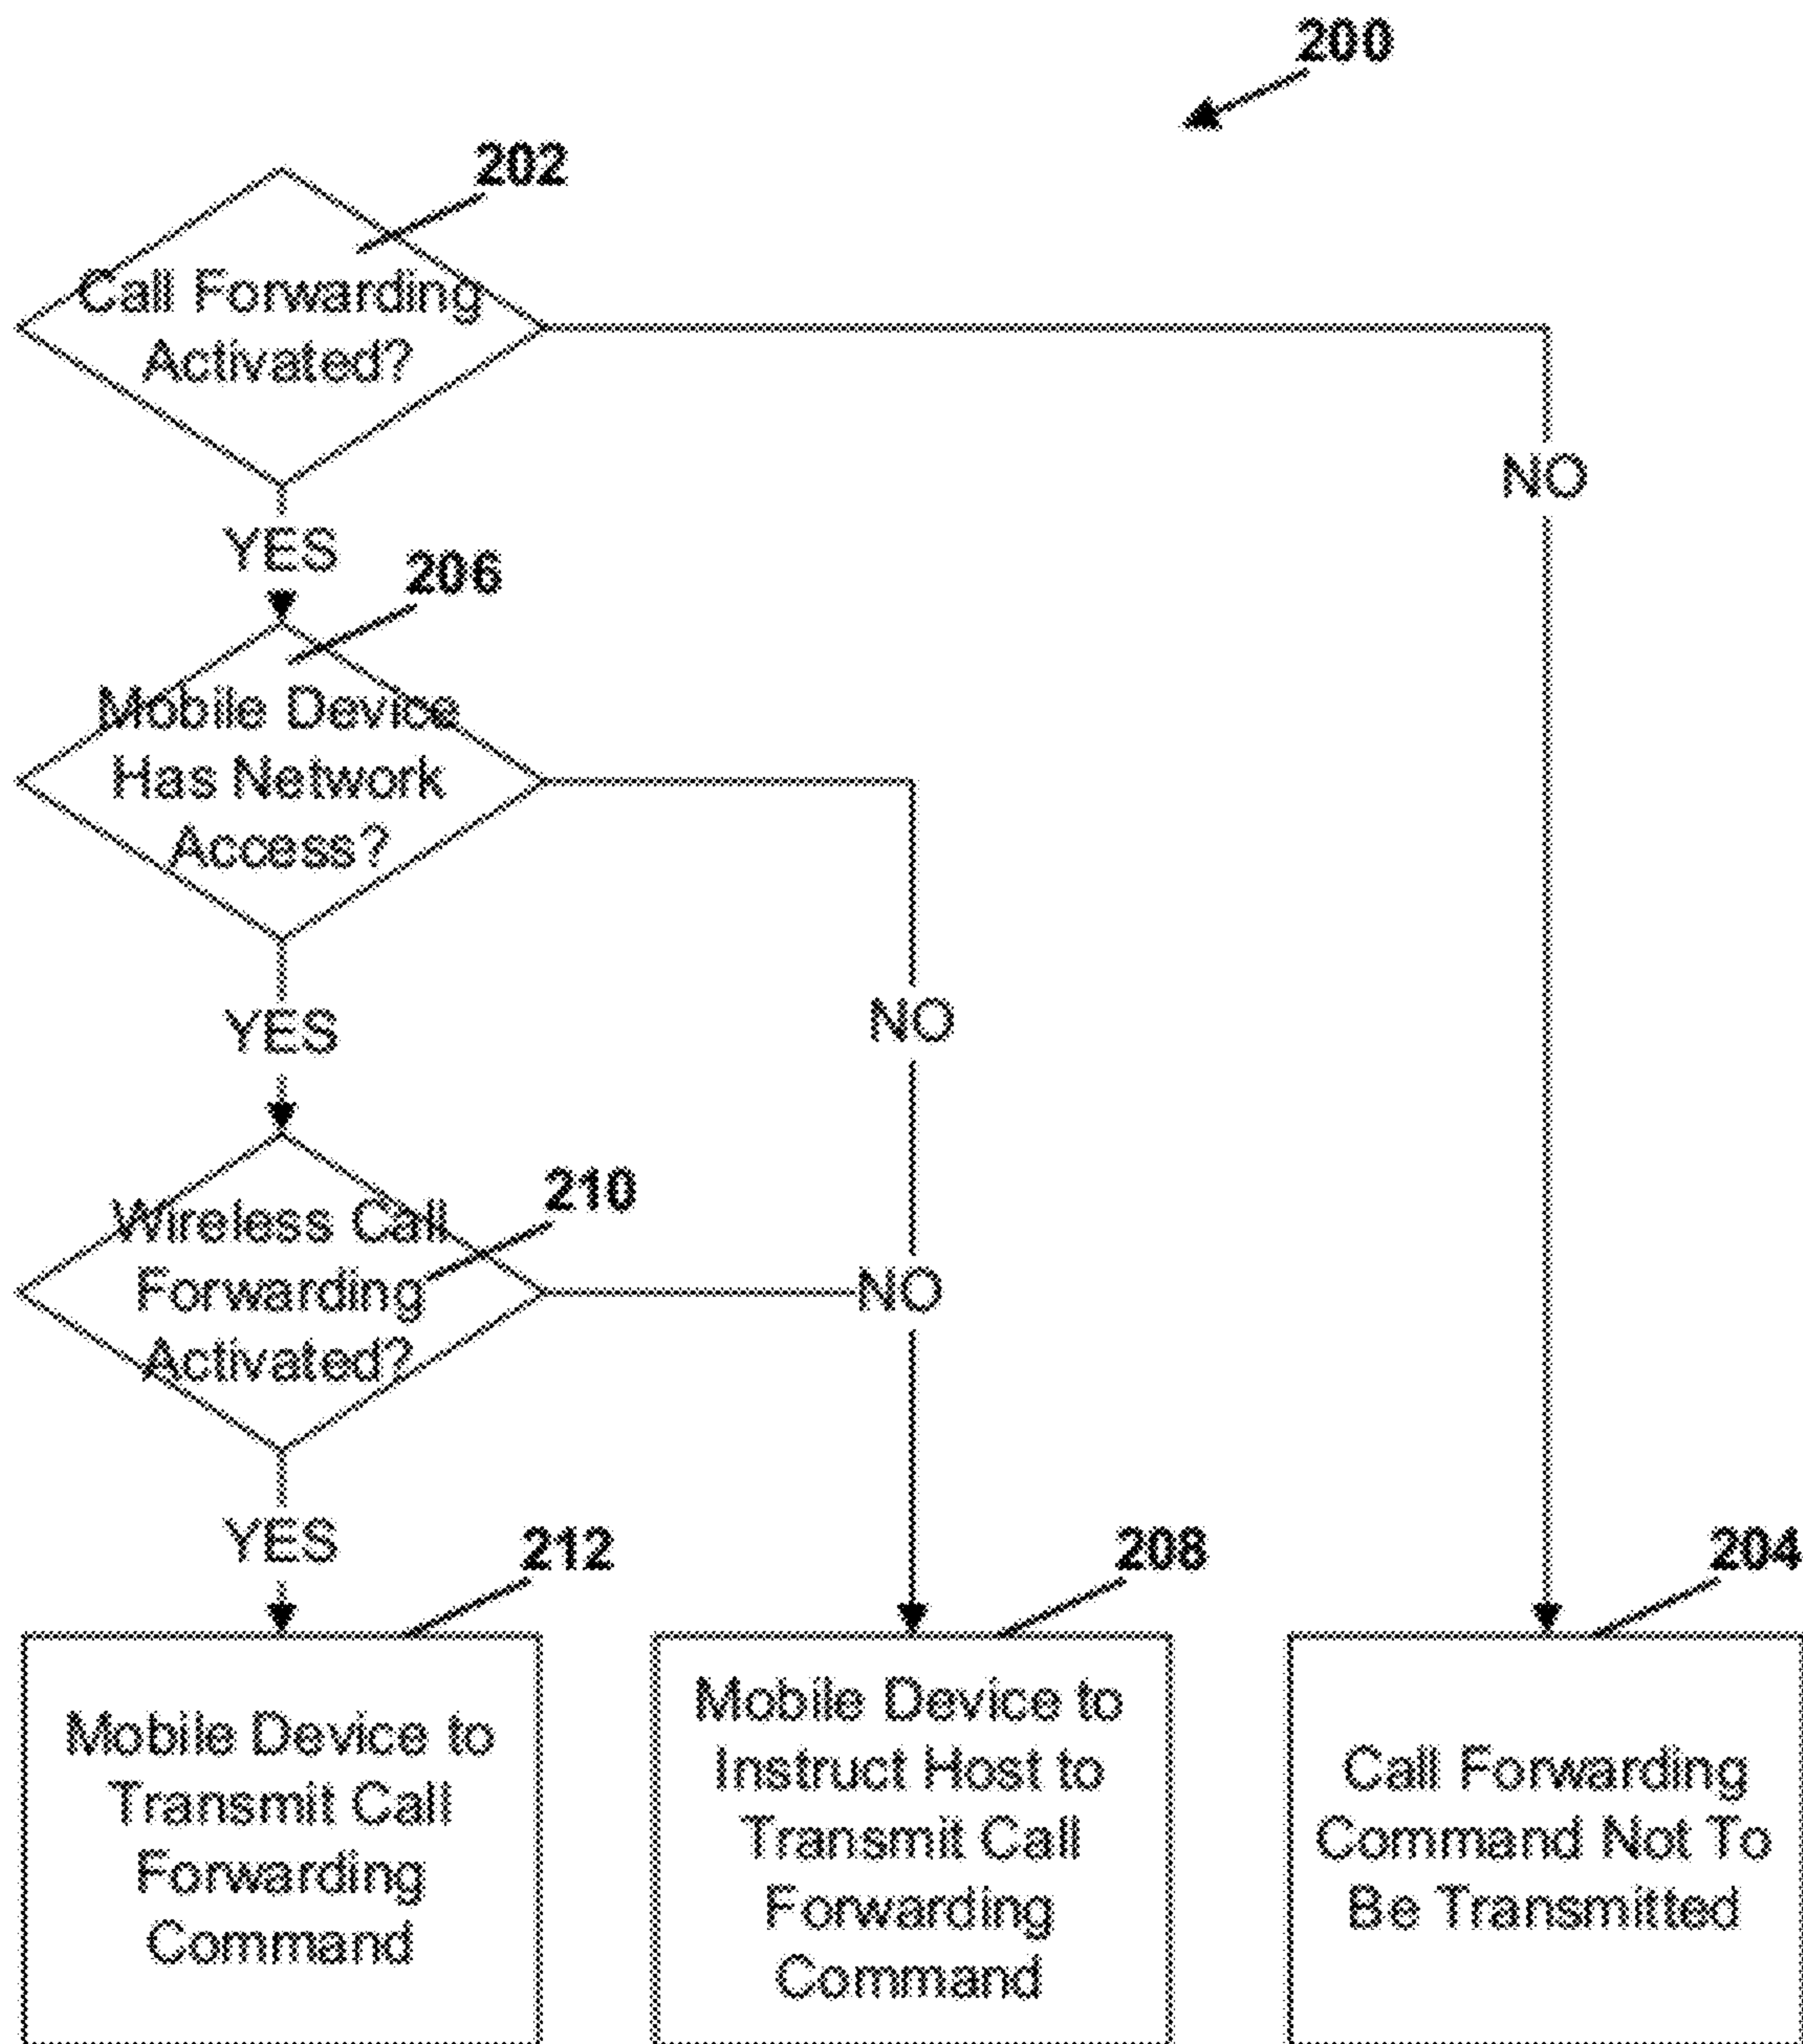 200
202
Call Forwarding
Activated?
NO
YES
206
Mobile Device
Has Network
Access?
NO
YES
210
Wireless Call
Forwarding
Activated?
NO
YES
212
208
204
Mobile Device to
Transmit Call
Forwarding
Command
Mobile Device to
Instruct Host to
Transmit Call
Forwarding
Command
Call Forwarding
Command Not To
Be Transmitted